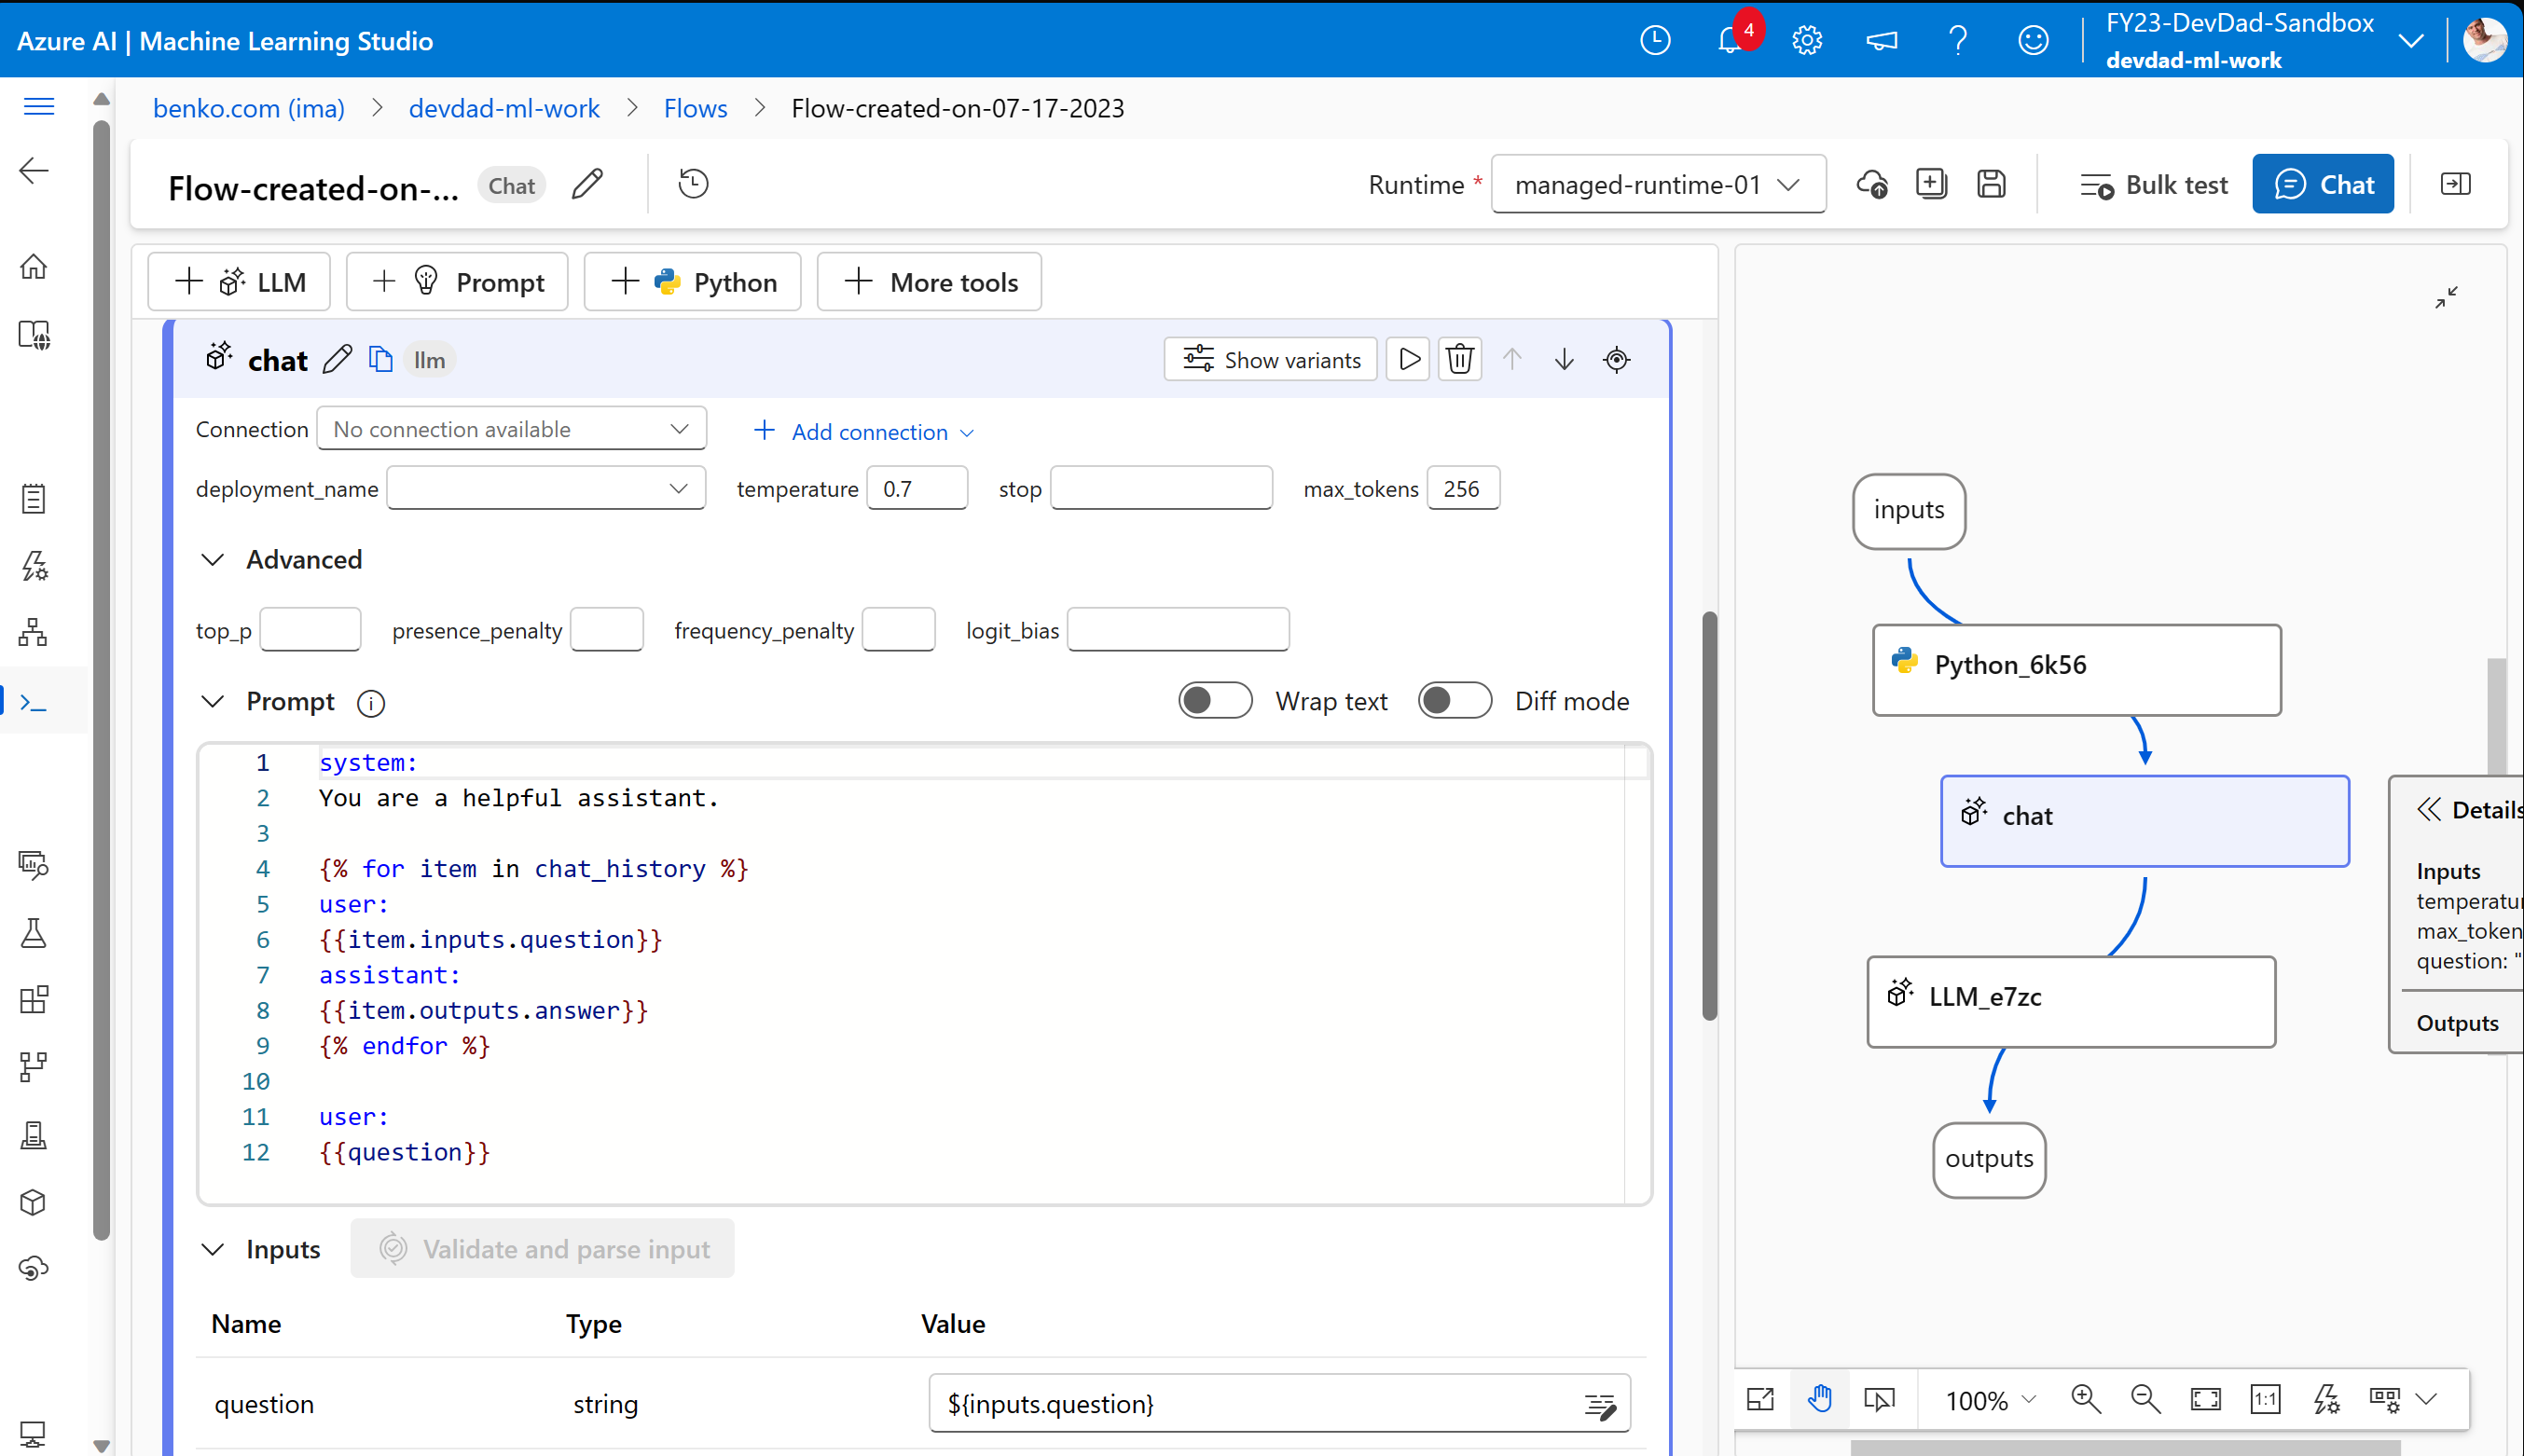 Azure AI | Machine Learning Studio
4
FY23-DevDad-Sandbox
devdad-ml-work
benko.com (ima) > devdad-ml-work > Flows > Flow-created-on-07-17-2023
Flow-created-on-... Chat
Runtime * managed-runtime-01
Bulk test
Chat
LLM
Prompt
Python
More tools
chat llm
Show variants
Connection No connection available
Add connection
deployment_name
temperature 0.7
stop
max_tokens 256
Advanced
top_p
presence_penalty
frequency_penalty
logit_bias
Prompt
Wrap text
Diff mode
1 system:
2 You are a helpful assistant.
3
4 {% for item in chat_history %}
5 user:
6 {{item.inputs.question}}
7 assistant:
8 {{item.outputs.answer}}
9 {% endfor %}
10
11 user:
12 {{question}}
Inputs
Validate and parse input
Name Type Value
question string ${inputs.question}
inputs
Python_6k56
chat
LLM_e7zc
outputs
Details
Inputs
temperatur
max_token
question: "
Outputs
100%
1:1